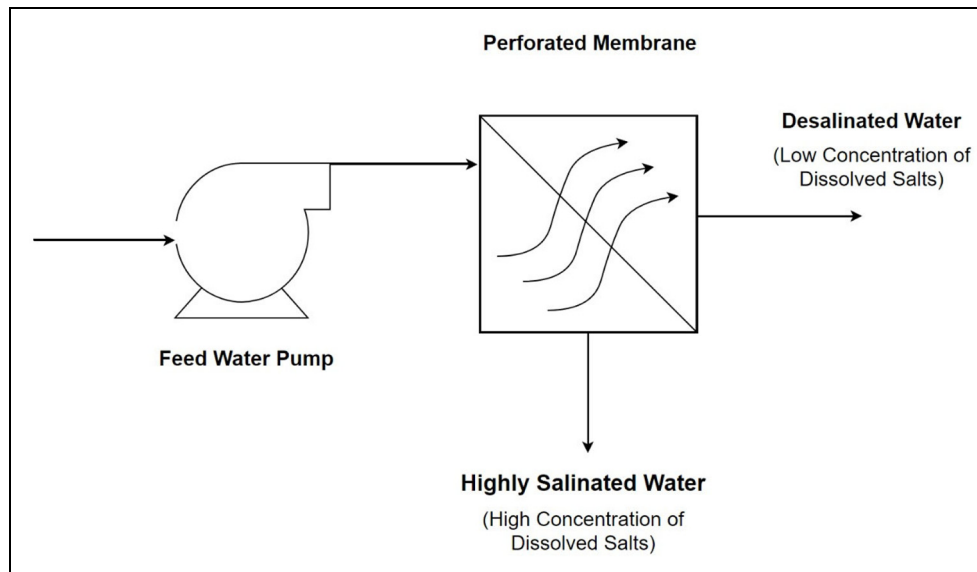 Perforated Membrane
Desalinated Water
(Low Concentration of
Dissolved Salts)
Feed Water Pump
Highly Salinated Water
(High Concentration of
Dissolved Salts)